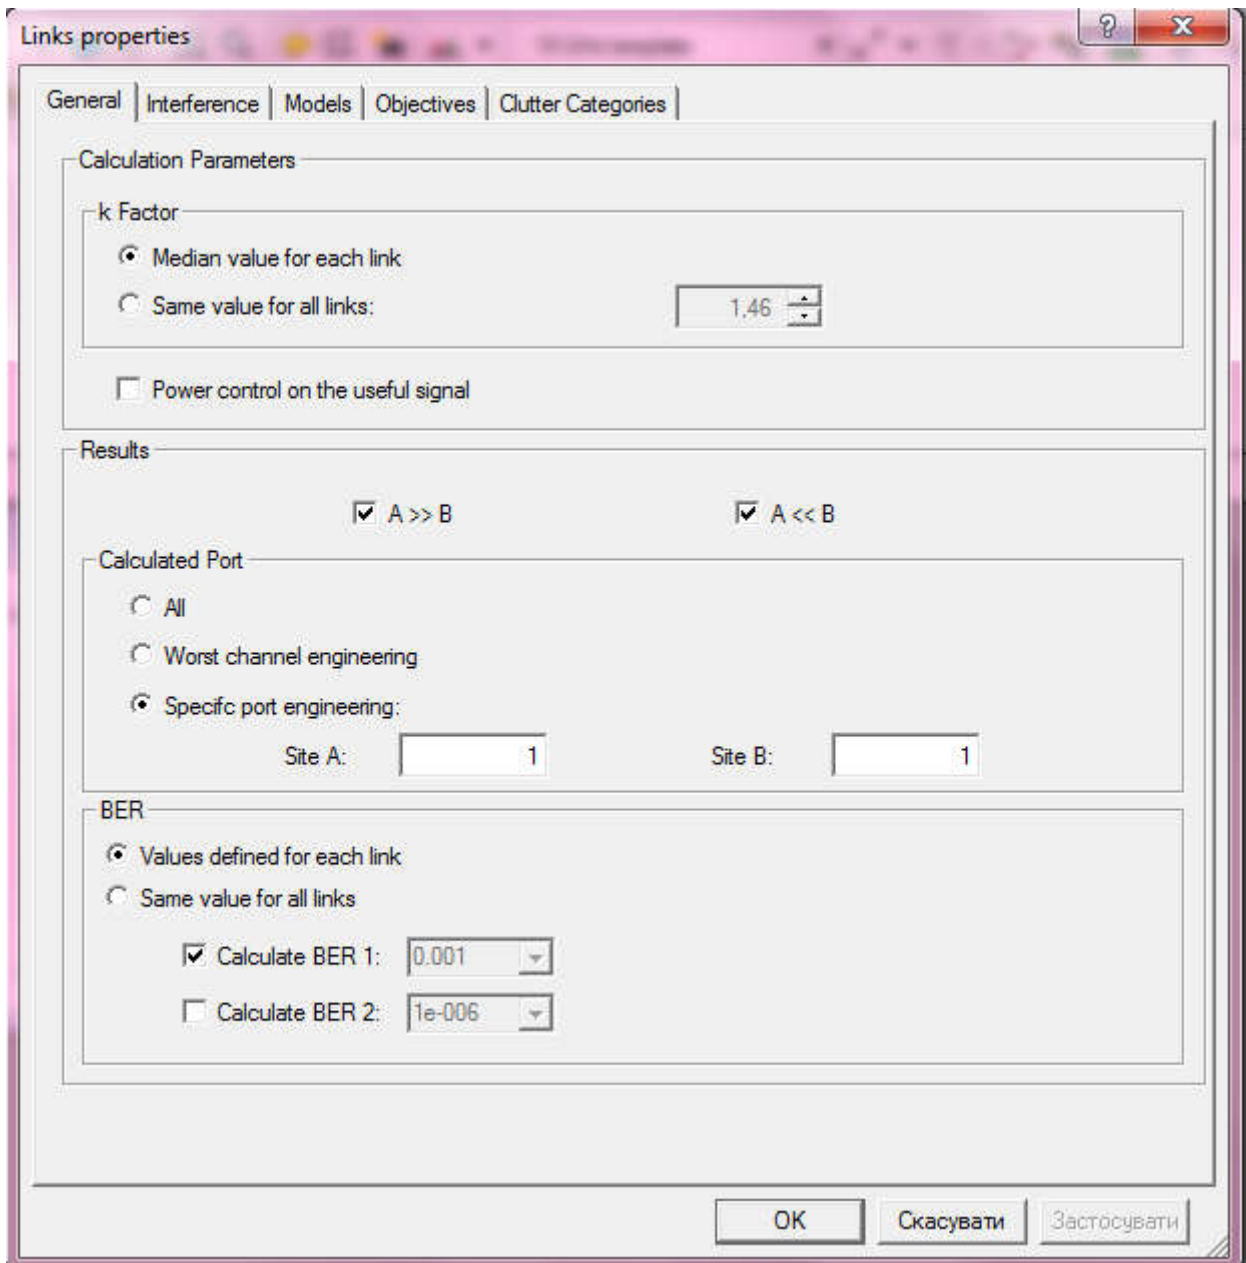 Links properties
General Interference Models Objectives Clutter Categories
Calculation Parameters
k Factor
Median value for each link
Same value for all links: 1,46
Power control on the useful signal
Results
A >> B A << B
Calculated Port
All
Worst channel engineering
Specifc port engineering:
Site A: 1 Site B: 1
BER
Values defined for each link
Same value for all links
Calculate BER 1: 0.001
Calculate BER 2: 1e-006
OK Скасувати Застосувати